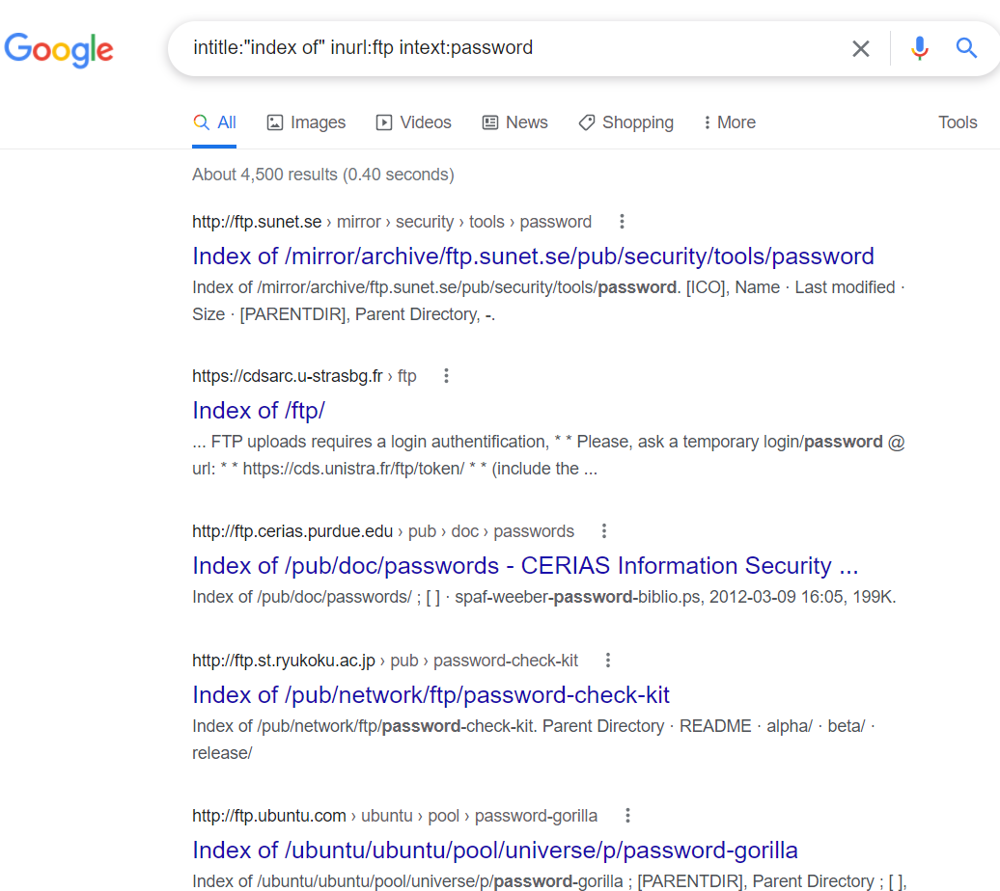 Google
intitle:"index of" inurl:ftp intext:password
All Images Videos News Shopping More Tools
About 4,500 results (0.40 seconds)
http://ftp.sunet.se › mirror › security › tools › password
Index of /mirror/archive/ftp.sunet.se/pub/security/tools/password
Index of /mirror/archive/ftp.sunet.se/pub/security/tools/password. [ICO], Name · Last modified ·
Size · [PARENTDIR], Parent Directory, -.
https://cdsarc.u-strasbg.fr › ftp
Index of /ftp/
... FTP uploads requires a login authentification, * * Please, ask a temporary login/password @
url: * * https://cds.unistra.fr/ftp/token/ * * (include the ...
http://ftp.cerias.purdue.edu › pub › doc › passwords
Index of /pub/doc/passwords - CERIAS Information Security ...
Index of /pub/doc/passwords/ ; [ ] · spaf-weeber-password-biblio.ps, 2012-03-09 16:05, 199K.
http://ftp.st.ryukoku.ac.jp › pub › password-check-kit
Index of /pub/network/ftp/password-check-kit
Index of /pub/network/ftp/password-check-kit. Parent Directory · README · alpha/ · beta/ ·
release/
http://ftp.ubuntu.com › ubuntu › pool › password-gorilla
Index of /ubuntu/ubuntu/pool/universe/p/password-gorilla
Index of /ubuntu/ubuntu/pool/universe/p/password-gorilla ; [PARENTDIR], Parent Directory ; [ ],